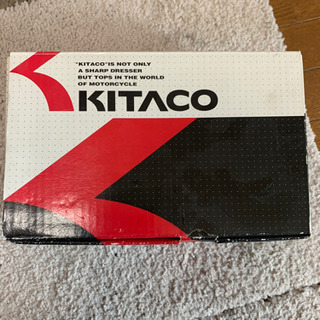 "KITACO"IS NOT ONLY
A SHARP DRESSER
BUT TOPS IN THE WORLD
OF MOTORCYCLE
KITACO